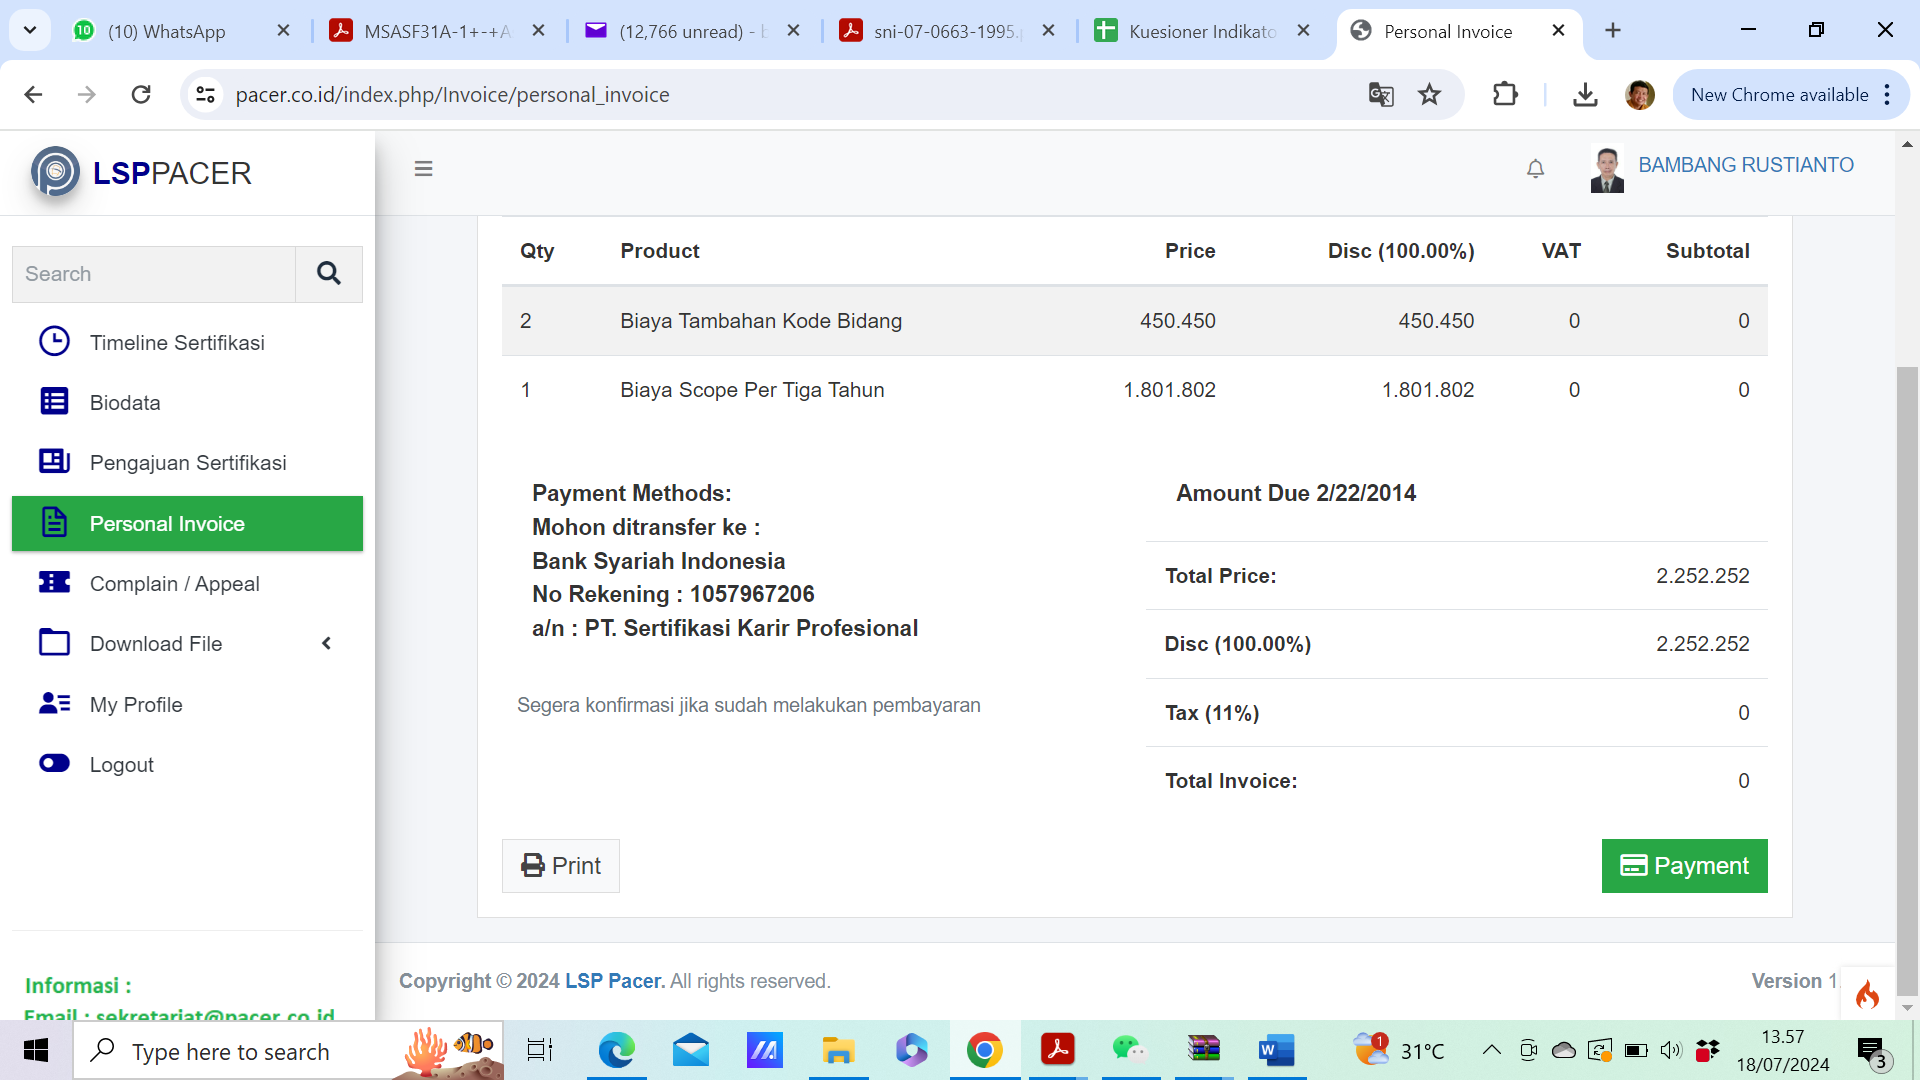 (10) WhatsApp
MSASF31A-1+-+A
(12,766 unread) - b
sni-07-0663-1995.
Kuesioner Indikato
Personal Invoice
pacer.co.id/index.php/Invoice/personal_invoice
New Chrome available
LSPPACER
BAMBANG RUSTIANTO
Search
Timeline Sertifikasi
Biodata
Pengajuan Sertifikasi
Personal Invoice
Complain / Appeal
Download File
My Profile
Logout
Informasi :
Email : sekretariat@pacer.co.id
Qty Product Price Disc (100.00%) VAT Subtotal
2 Biaya Tambahan Kode Bidang 450.450 450.450 0 0
1 Biaya Scope Per Tiga Tahun 1.801.802 1.801.802 0 0
Payment Methods:
Mohon ditransfer ke :
Bank Syariah Indonesia
No Rekening : 1057967206
a/n : PT. Sertifikasi Karir Profesional
Segera konfirmasi jika sudah melakukan pembayaran
Amount Due 2/22/2014
Total Price: 2.252.252
Disc (100.00%) 2.252.252
Tax (11%) 0
Total Invoice: 0
Print
Payment
Copyright © 2024 LSP Pacer. All rights reserved.
Version 1.
Type here to search
1
31°C
13.57
18/07/2024
3